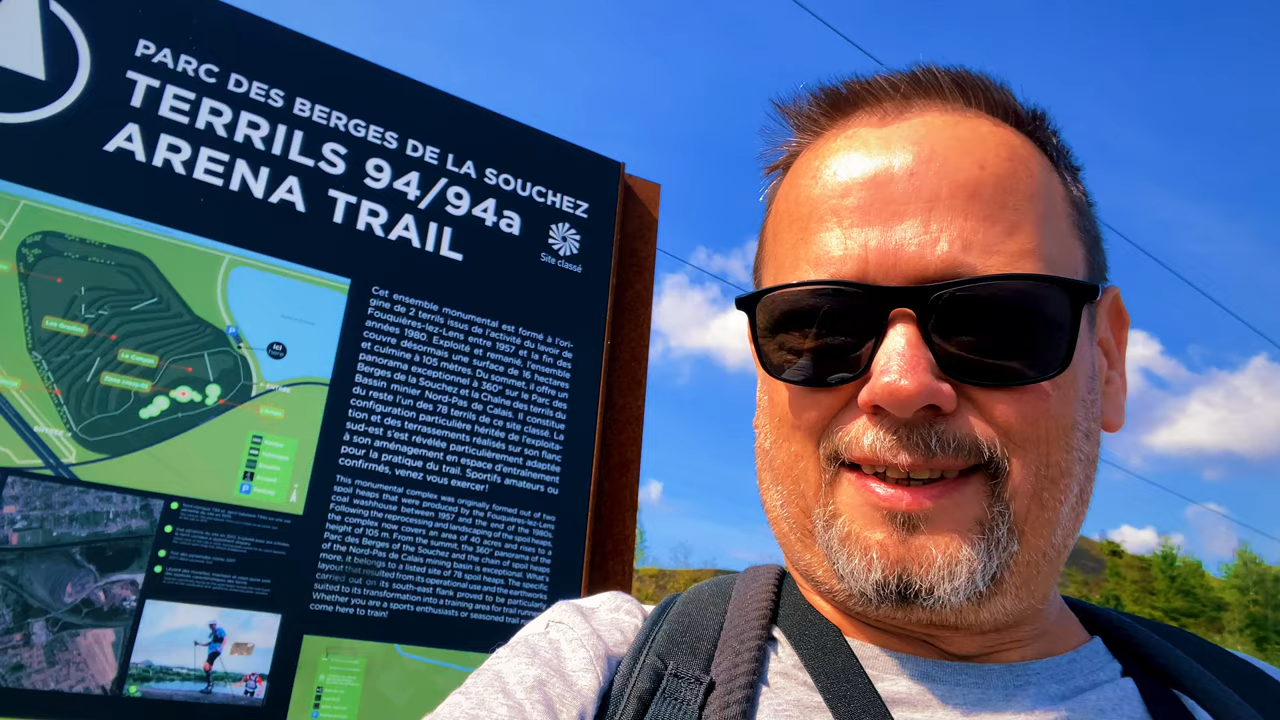 PARC DES BERGES DE LA SOUCHEZ
TERRILS 94/94a
ARENA TRAIL
Site classé
Cet ensemble monumental est formé à l'ori-
gine de 2 terrils issus de l'activité du lavoir de
Fouquières-lez-Lens entre 1957 et la fin des
années 1980. Exploité et remanié, l'ensemble
couvre désormais une surface de 16 hectares
et culmine à 105 mètres. Du sommet, il offre un
panorama exceptionnel à 360° sur le Parc des
Berges de la Souchez et la Chaîne des terrils du
Bassin minier Nord-Pas de Calais. Il constitue
du reste l'un des 78 terrils de ce site classé. La
configuration particulière héritée de l'exploita-
tion et des terrassements réalisés sur son flanc
sud-est s'est révélée particulièrement adaptée
à son aménagement en espace d'entraînement
pour la pratique du trail. Sportifs amateurs ou
confirmés, venez vous exercer!
This monumental complex was originally formed out of two
spoil heaps that were produced by the Fouquières-lez-Lens
coal washhouse between 1957 and the end of the 1980s.
Following the reprocessing and landscaping of the spoil heaps,
the complex now covers an area of 40 acres and rises to a
height of 105 m. From the summit, the 360° panorama of the
Parc des Berges of the Souchez and the chain of spoil heaps
of the Nord-Pas de Calais mining basin is exceptional. What's
more, it belongs to a listed site of 78 spoil heaps. The specific
layout that resulted from its operational use and the earthworks
carried out on its south-east flank proved to be particularly
suited to its transformation into a training area for trail running.
Whether you are a sports enthusiasts or seasoned trail
come here to train!
Les Gradins
Le Canyon
P
ici